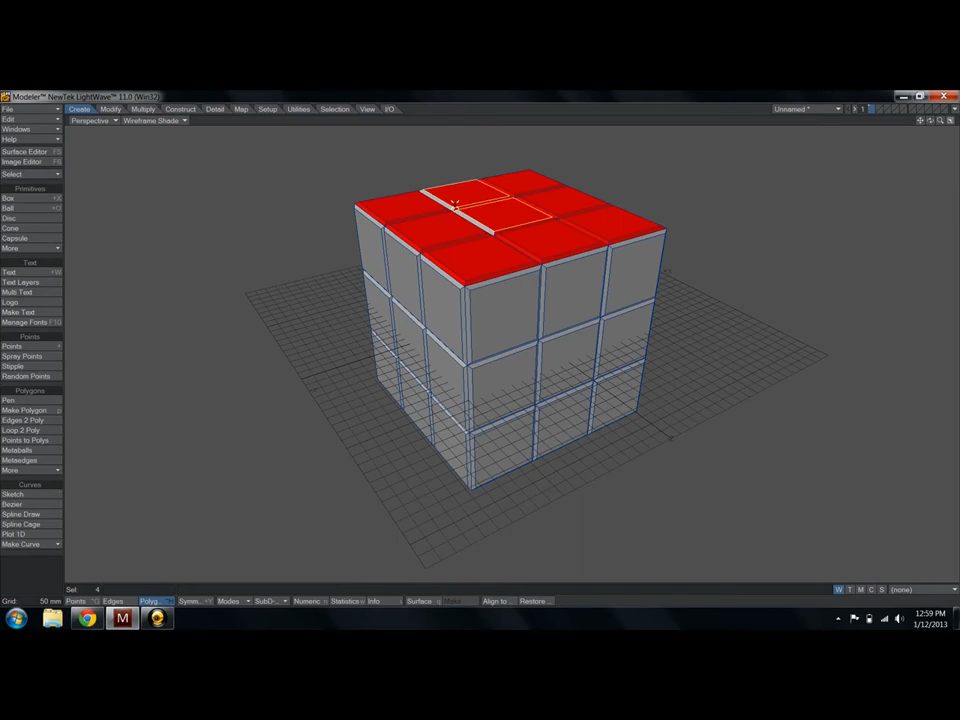 Modeler™ NewTek LightWave™ 11.0 (Win32)
File Create Modify Multiply Construct Detail Map Setup Utilities Selection View I/O Unnamed * 1
Edit Perspective Wireframe Shade
Windows
Help
Surface Editor F5
Image Editor F6
Select
Primitives
Box +X
Ball +O
Disc
Cone
Capsule
More
Text
Text +W
Text Layers
Multi Text
Logo
Make Text
Manage Fonts F10
Points
Points +
Spray Points
Stipple
Random Points
Polygons
Pen
Make Polygon p
Edges 2 Poly
Loop 2 Poly
Points to Polys
Metaballs
Metaedges
More
Curves
Sketch
Bezier
Spline Draw
Spline Cage
Plot 1D
Make Curve
Sel: 4 W T M C S (none)
Grid: 50 mm Points ^G Edges Polyg... ^H Symm... +Y Modes SubD-... Numeric n Statistics w Info i Surface q Make Align to ... Restore...
12:59 PM
1/12/2013